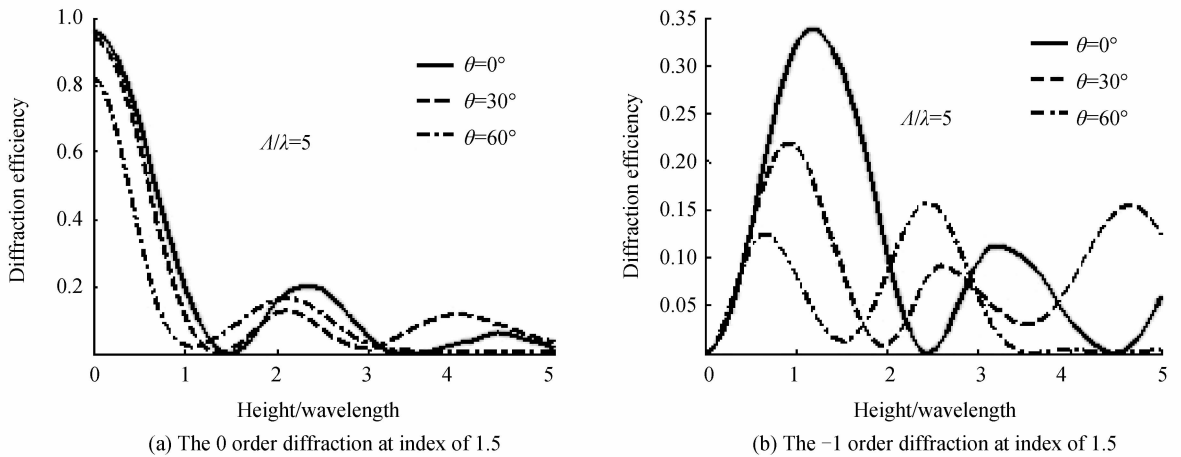 1.0
0.8
0.6
0.4
0.2
0 1 2 3 4 5
Diffraction efficiency
Height/wavelength
θ=0°
θ=30°
θ=60°
Λ/λ=5
(a) The 0 order diffraction at index of 1.5
0.35
0.30
0.25
0.20
0.15
0.10
0.05
0 1 2 3 4 5
Diffraction efficiency
Height/wavelength
θ=0°
θ=30°
θ=60°
Λ/λ=5
(b) The −1 order diffraction at index of 1.5